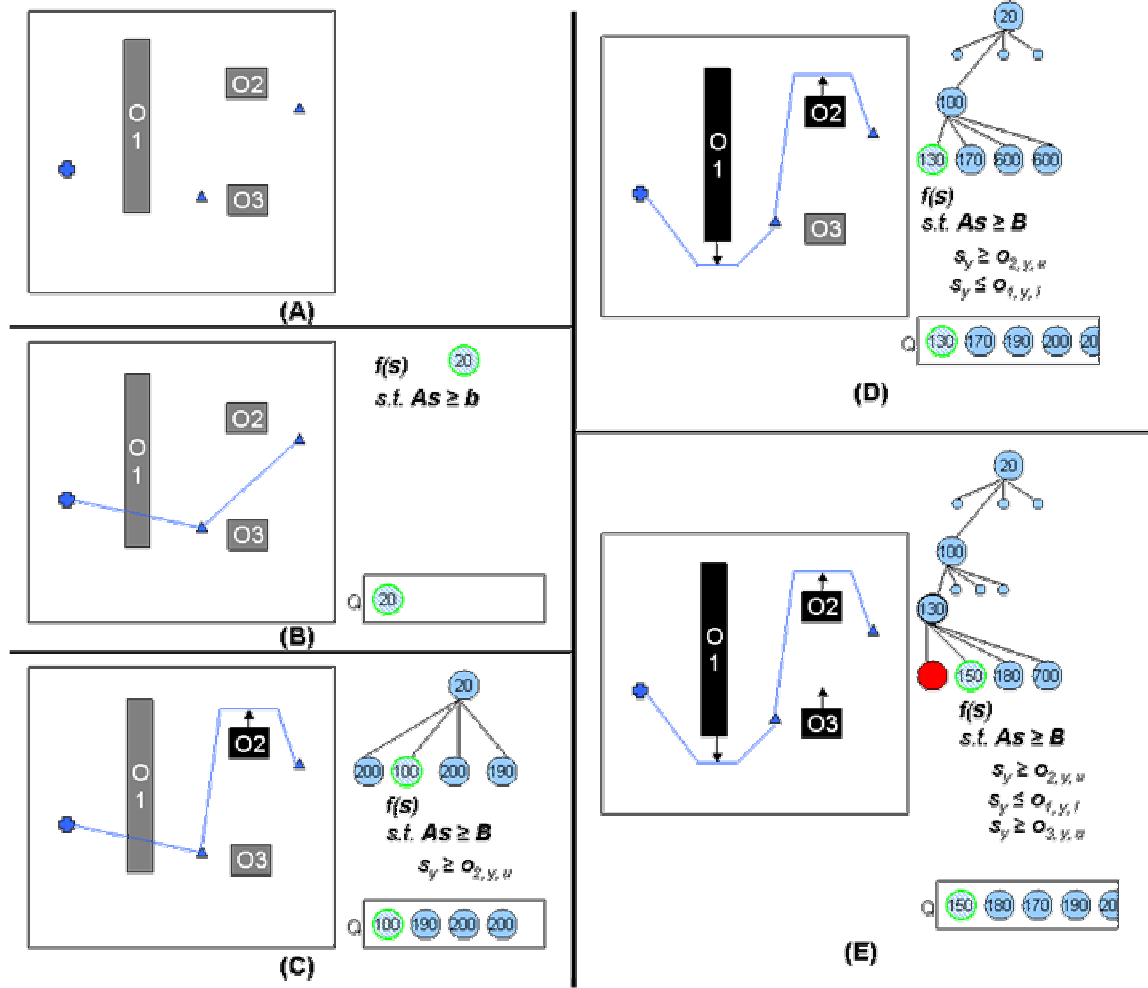 O
1
O2
O3
(A)
O
1
O2
O3
f(s)
20
s.t. As ≥ b
Q
20
(B)
O
1
O2
O3
20
200
100
200
190
f(s)
s.t. As ≥ B
s_y ≥ o_2,y,u
Q
100
190
200
200
(C)
O
1
O2
O3
20
100
130
170
600
600
f(s)
s.t. As ≥ B
s_y ≥ o_2,y,u
s_y ≤ o_1,y,l
Q
130
170
190
200
20
(D)
O
1
O2
O3
20
100
130
150
180
700
f(s)
s.t. As ≥ B
s_y ≥ o_2,y,u
s_y ≤ o_1,y,l
s_y ≥ o_3,y,u
Q
150
180
170
190
20
(E)